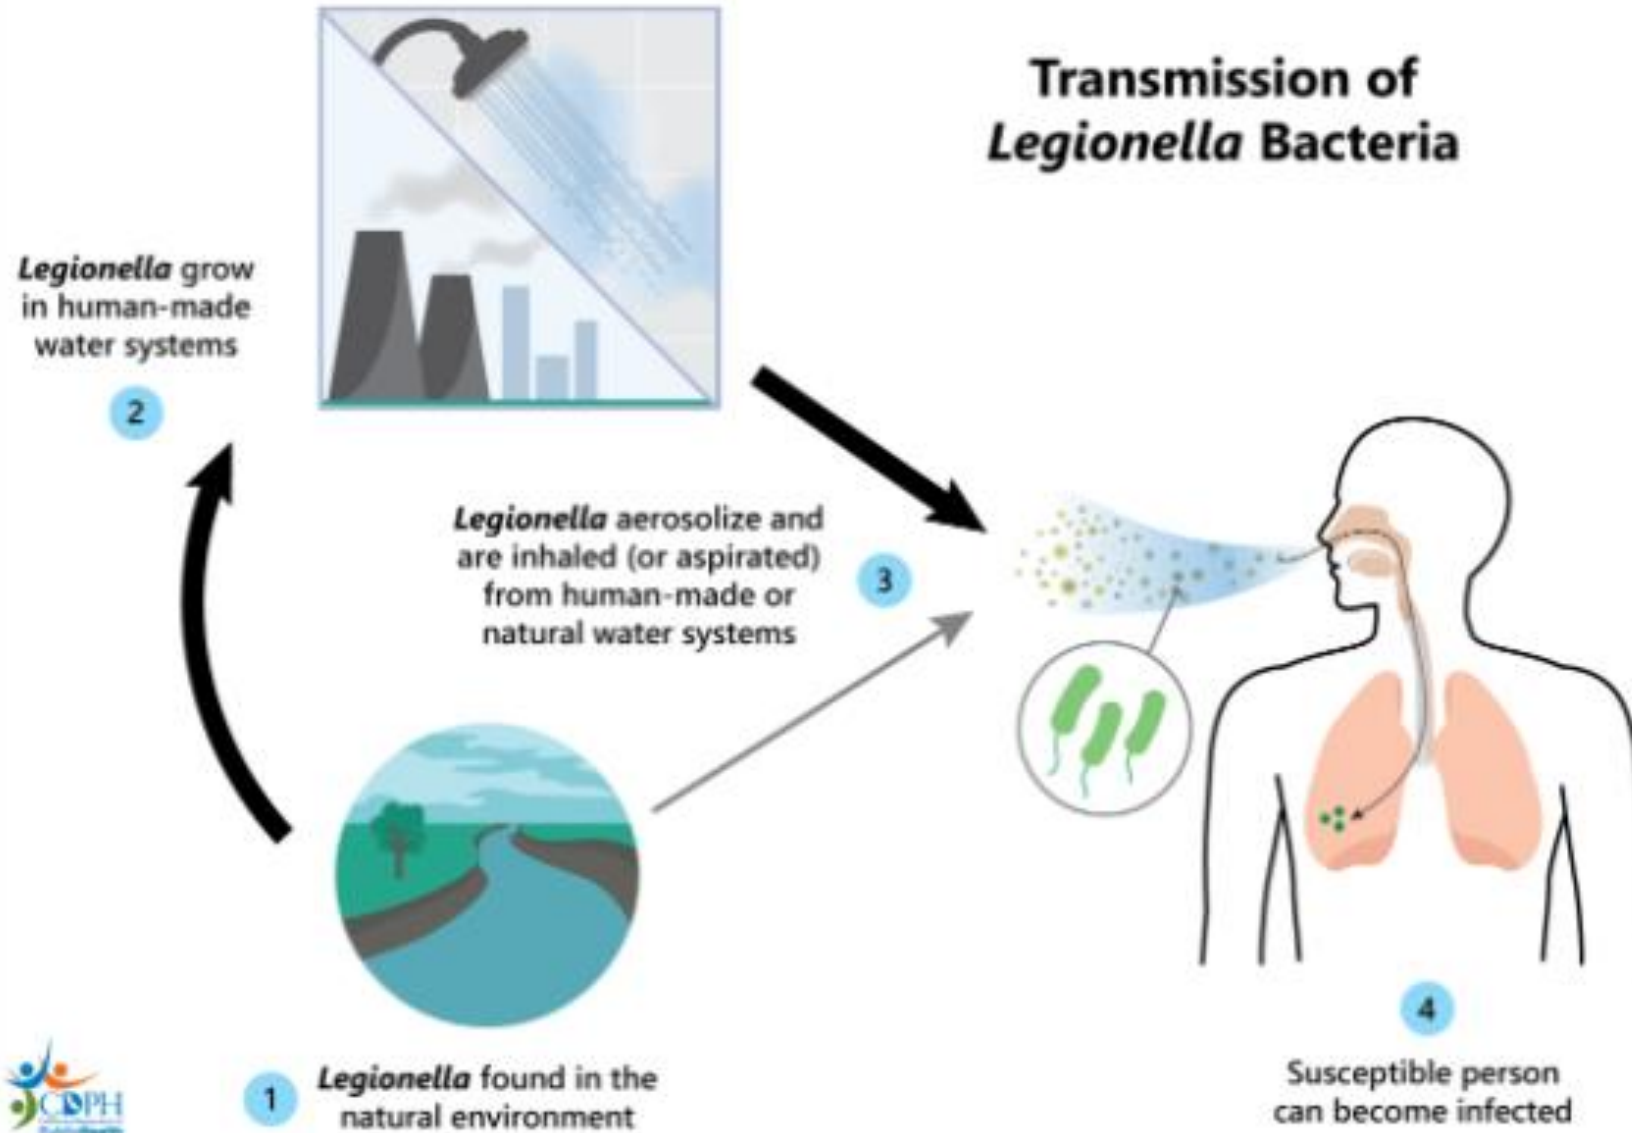 Transmission of
Legionella Bacteria
Legionella grow
in human-made
water systems
2
Legionella aerosolize and
are inhaled (or aspirated)
from human-made or
natural water systems
3
1
Legionella found in the
natural environment
4
Susceptible person
can become infected
CDPH